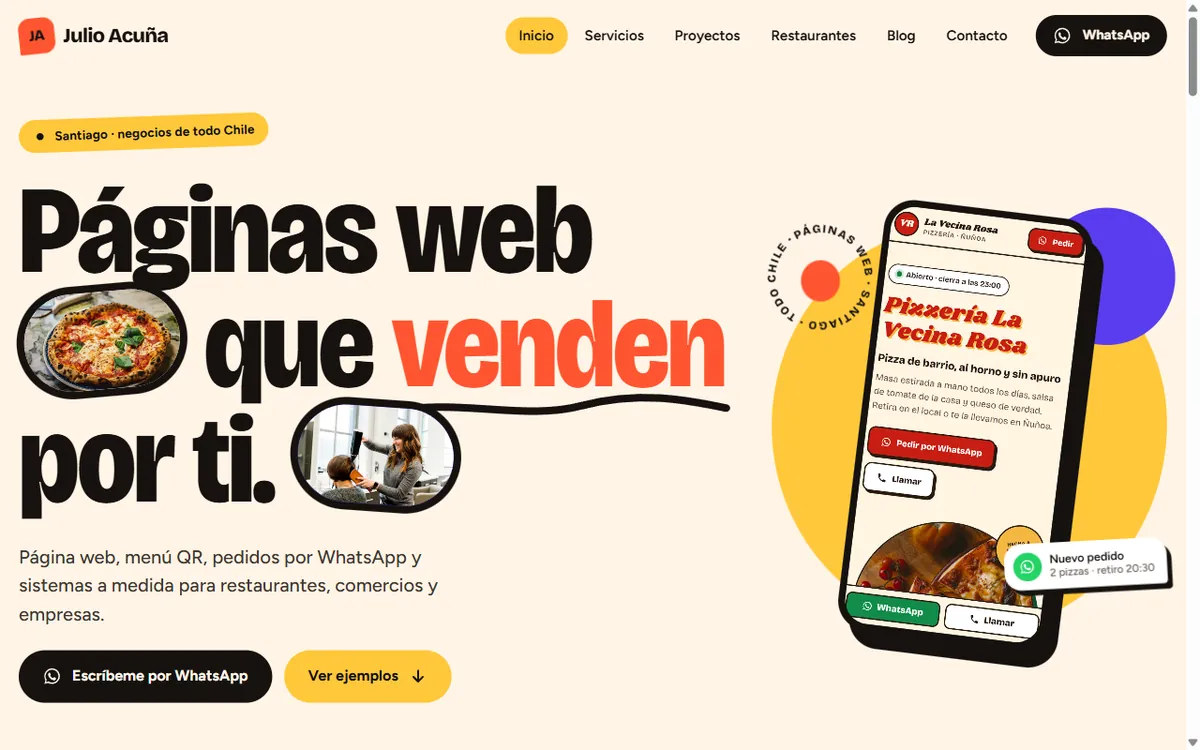 JA
Julio Acuña
Inicio
Servicios
Proyectos
Restaurantes
Blog
Contacto
WhatsApp
Santiago · negocios de todo Chile
Páginas web
que venden
por ti.
Página web, menú QR, pedidos por WhatsApp y
sistemas a medida para restaurantes, comercios y
empresas.
Escríbeme por WhatsApp
Ver ejemplos
PÁGINAS WEB · SANTIAGO · TODO CHILE ·
VR
La Vecina Rosa
PIZZERÍA · ÑUÑOA
Pedir
Abierto · cierra a las 23:00
Pizzería La
Vecina Rosa
Pizza de barrio, al horno y sin apuro
Masa estirada a mano todos los días, salsa
de tomate de la casa y queso de verdad.
Retira en el local o te la llevamos en Ñuñoa.
Pedir por WhatsApp
Llamar
Nuevo pedido
2 pizzas · retiro 20:30
WhatsApp
Llamar